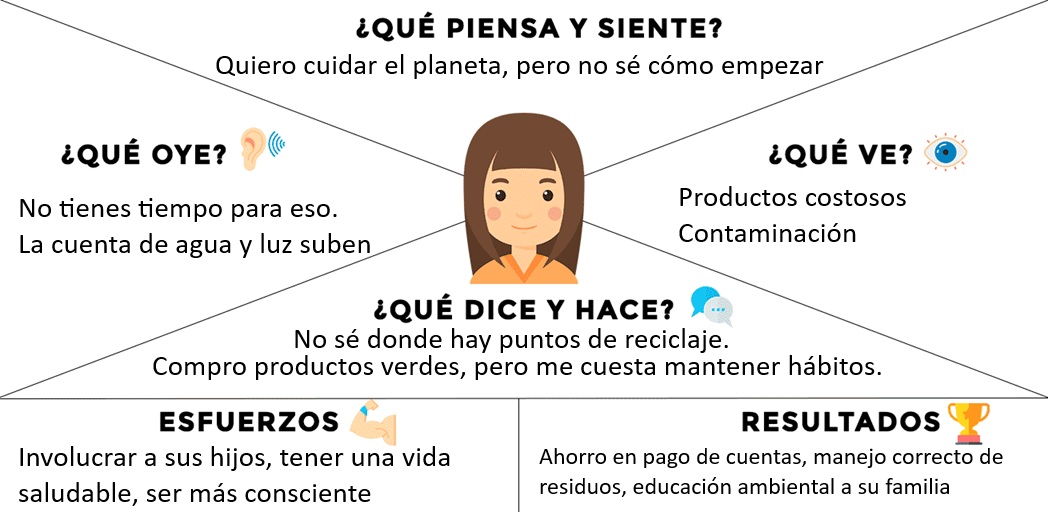 ¿QUÉ PIENSA Y SIENTE?
Quiero cuidar el planeta, pero no sé cómo empezar
¿QUÉ OYE?
No tienes tiempo para eso.
La cuenta de agua y luz suben
¿QUÉ VE?
Productos costosos
Contaminación
¿QUÉ DICE Y HACE?
No sé donde hay puntos de reciclaje.
Compro productos verdes, pero me cuesta mantener hábitos.
ESFUERZOS
Involucrar a sus hijos, tener una vida
saludable, ser más consciente
RESULTADOS
Ahorro en pago de cuentas, manejo correcto de
residuos, educación ambiental a su familia